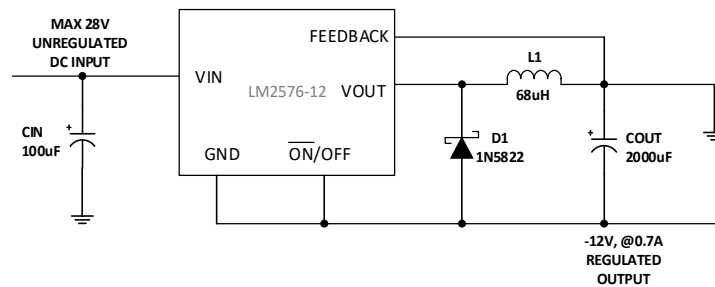 MAX 28V
UNREGULATED
DC INPUT
FEEDBACK
L1
VIN
LM2576-12
VOUT
68uH
CIN
100uF
+
GND
ON/OFF
D1
1N5822
+
COUT
2000uF
-12V, @0.7A
REGULATED
OUTPUT